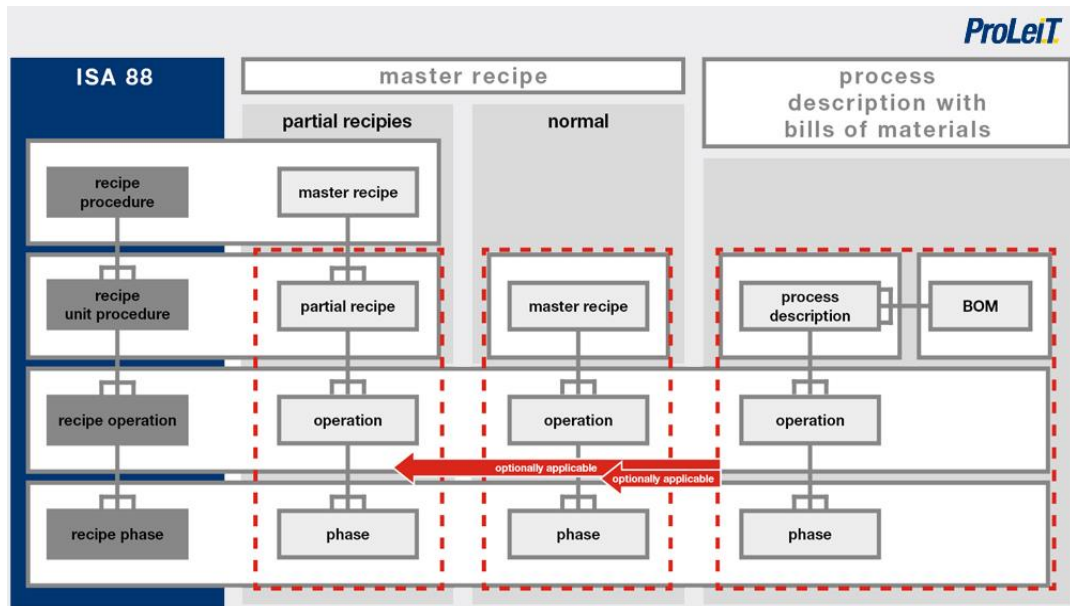 ProLeiT
ISA 88
master recipe
process
description with
bills of materials
partial recipies
normal
recipe
procedure
master recipe
recipe
unit procedure
partial recipe
master recipe
process
description
BOM
recipe operation
operation
operation
operation
optionally applicable
optionally applicable
recipe phase
phase
phase
phase